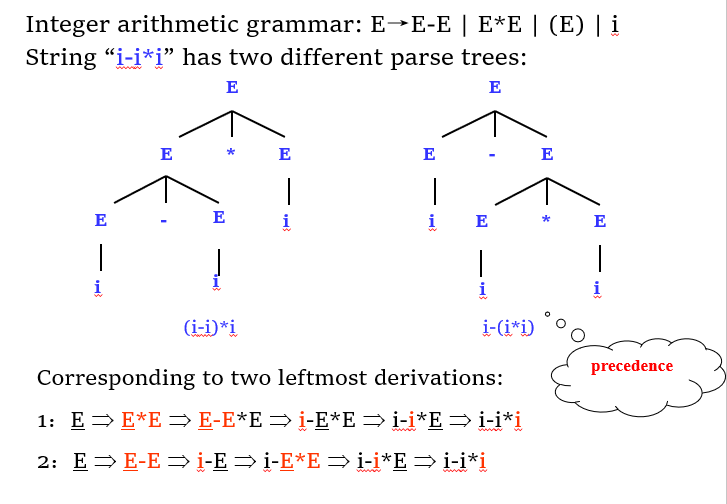 Integer arithmetic grammar: E→E-E | E*E | (E) | i
String “i-i*i” has two different parse trees:
E E
E * E E - E
E - E i i E * E
i i i i
(i-i)*i i-(i*i)
precedence
Corresponding to two leftmost derivations:
1: E ⇒ E*E ⇒ E-E*E ⇒ i-E*E ⇒ i-i*E ⇒ i-i*i
2: E ⇒ E-E ⇒ i-E ⇒ i-E*E ⇒ i-i*E ⇒ i-i*i